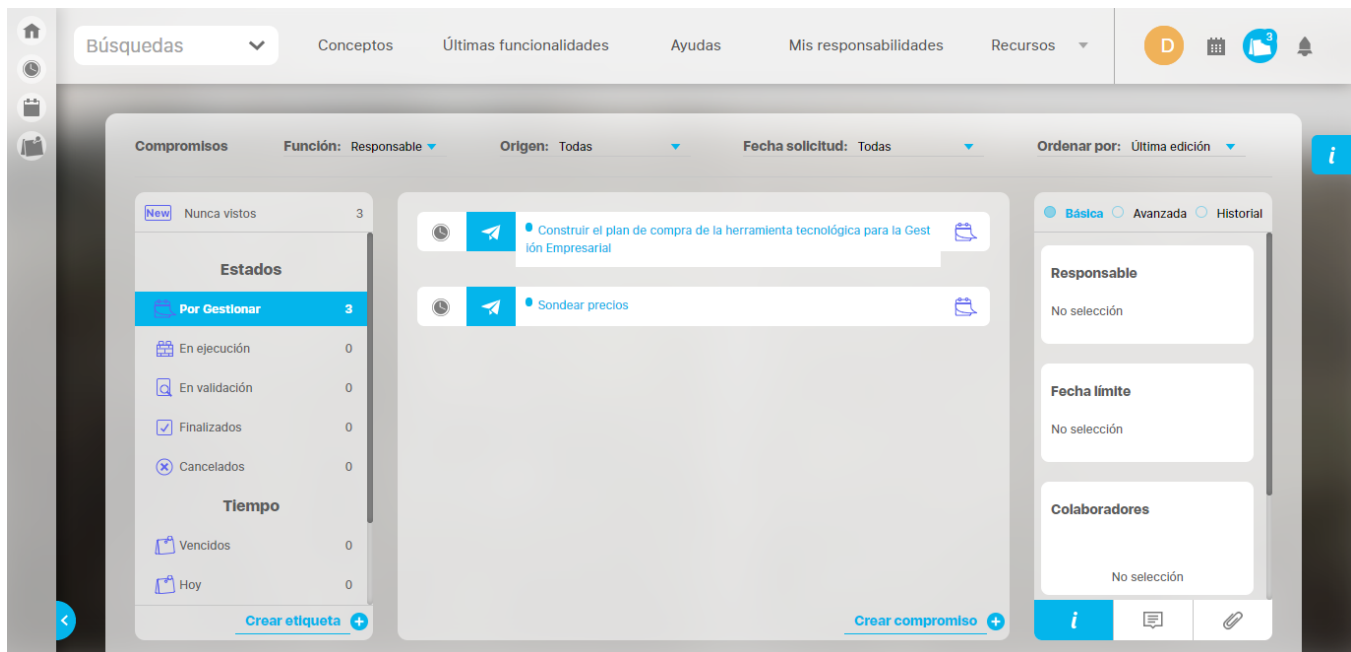 Búsquedas
Conceptos
Últimas funcionalidades
Ayudas
Mis responsabilidades
Recursos
D
3
Compromisos
Función: Responsable
Origen: Todas
Fecha solicitud: Todas
Ordenar por: Última edición
i
New Nunca vistos 3
Estados
Por Gestionar 3
En ejecución 0
En validación 0
Finalizados 0
Cancelados 0
Tiempo
Vencidos 0
Hoy 0
Crear etiqueta
Construir el plan de compra de la herramienta tecnológica para la Gest
ión Empresarial
Sondear precios
Crear compromiso
Básica Avanzada Historial
Responsable
No selección
Fecha límite
No selección
Colaboradores
No selección
i